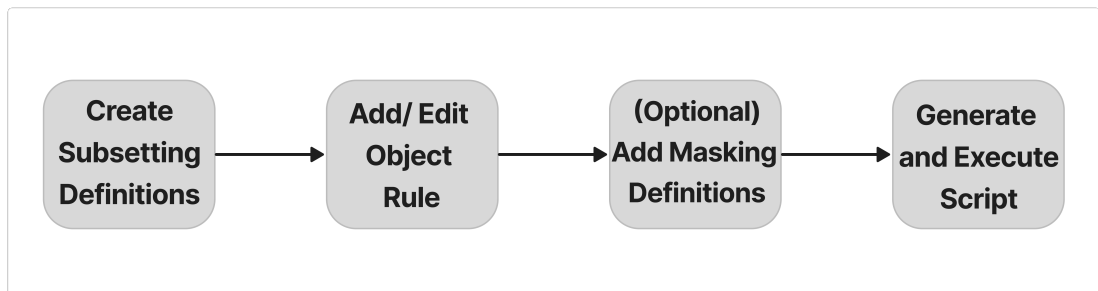 Create
Subsetting
Definitions
Add/ Edit
Object
Rule
(Optional)
Add Masking
Definitions
Generate
and Execute
Script